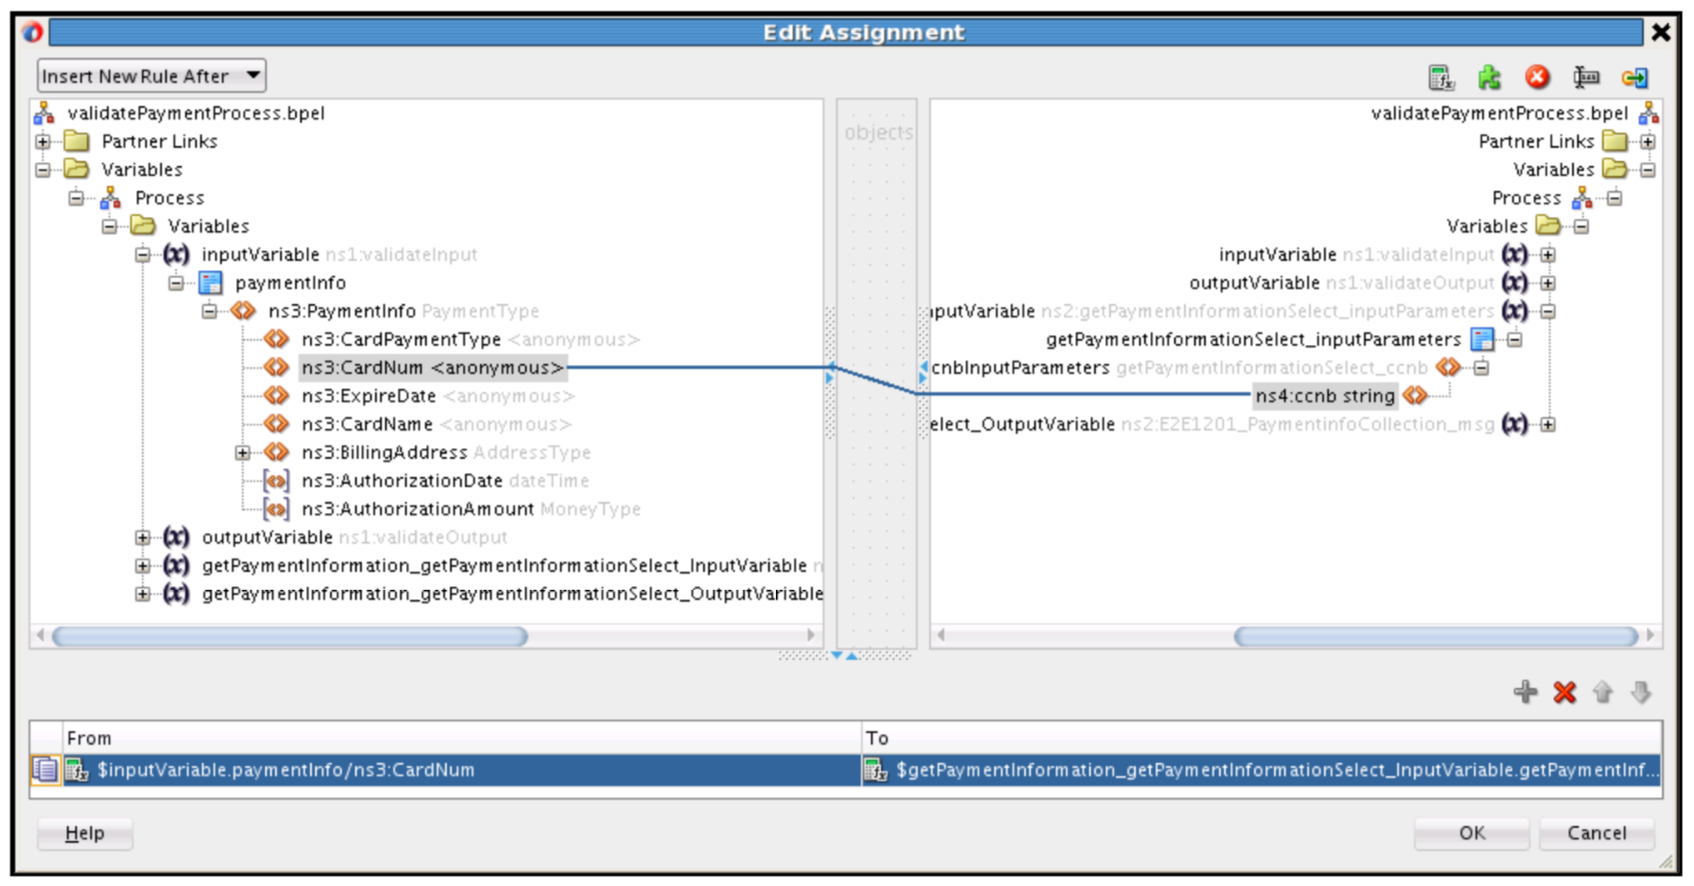 Edit Assignment
Insert New Rule After
validatePaymentProcess.bpel
Partner Links
Variables
Process
Variables
inputVariable ns1:validateInput
paymentInfo
ns3:PaymentInfo PaymentType
ns3:CardPaymentType <anonymous>
ns3:CardNum <anonymous>
ns3:ExpireDate <anonymous>
ns3:CardName <anonymous>
ns3:BillingAddress AddressType
ns3:AuthorizationDate dateTime
ns3:AuthorizationAmount MoneyType
outputVariable ns1:validateOutput
getPaymentInformation_getPaymentInformationSelect_InputVariable n
getPaymentInformation_getPaymentInformationSelect_OutputVariable
objects
validatePaymentProcess.bpel
Partner Links
Variables
Process
Variables
inputVariable ns1:validateInput
outputVariable ns1:validateOutput
nputVariable ns2:getPaymentInformationSelect_inputParameters
getPaymentInformationSelect_inputParameters
cnbInputParameters getPaymentInformationSelect_ccnb
ns4:ccnb string
elect_OutputVariable ns2:E2E1201_PaymentinfoCollection_msg
From To
$inputVariable.paymentInfo/ns3:CardNum $getPaymentInformation_getPaymentInformationSelect_InputVariable.getPaymentInf...
Help OK Cancel